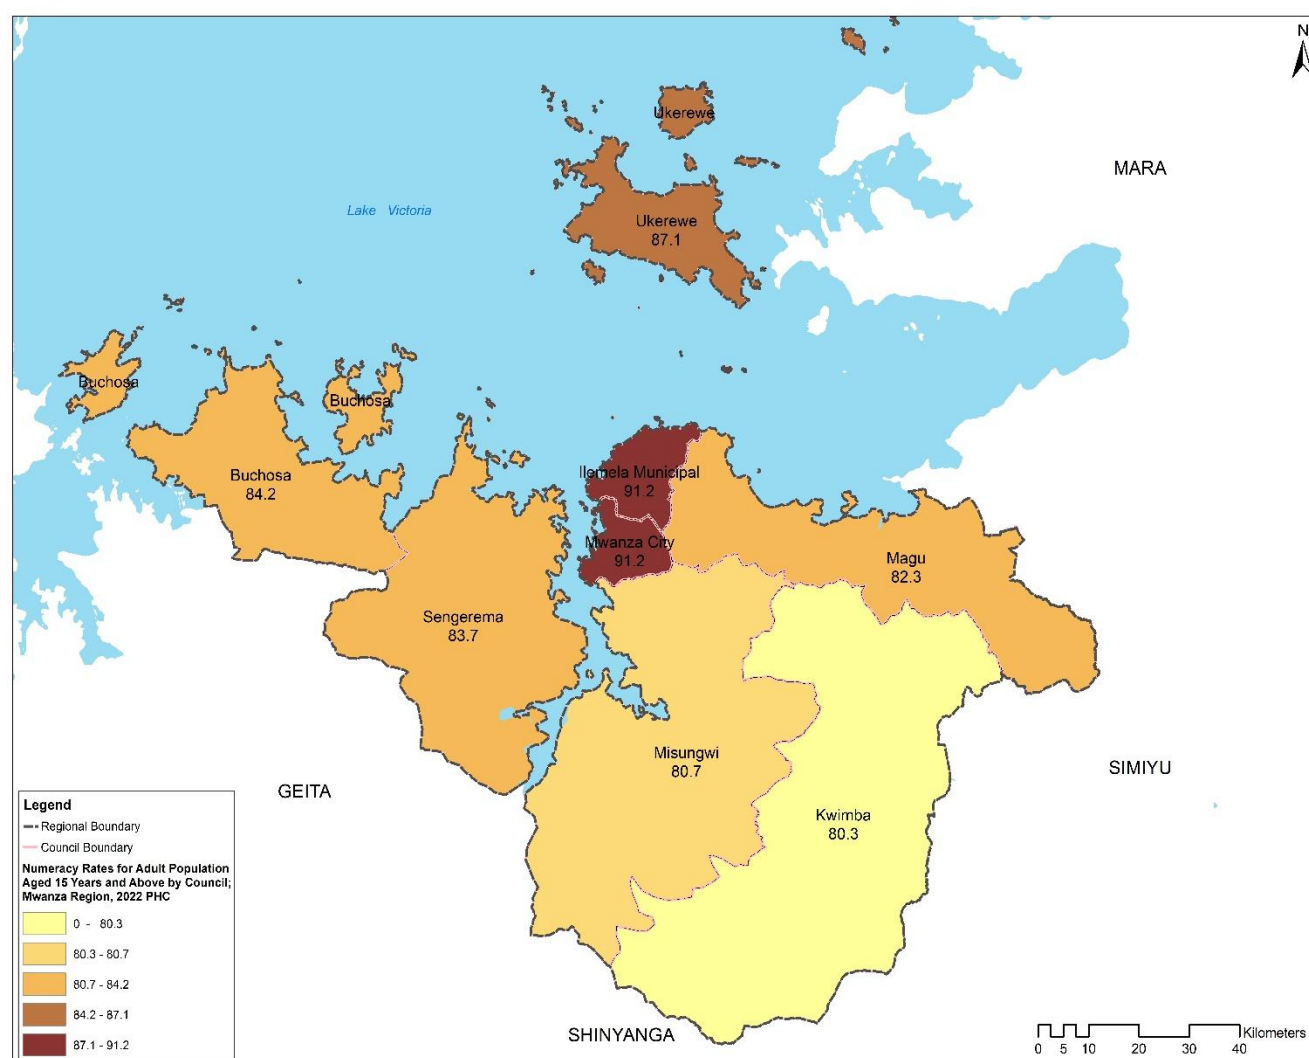 N
Ukerewe
MARA
Lake Victoria
Ukerewe
87.1
Buchosa
Buchosa
Buchosa
84.2
Ilemela Municipal
91.2
Mwanza City
91.2
Magu
82.3
Sengerema
83.7
Misungwi
80.7
SIMIYU
GEITA
Kwimba
80.3
SHINYANGA
Legend
Regional Boundary
Council Boundary
Numeracy Rates for Adult Population
Aged 15 Years and Above by Council;
Mwanza Region, 2022 PHC
0 - 80.3
80.3 - 80.7
80.7 - 84.2
84.2 - 87.1
87.1 - 91.2
Kilometers
0 5 10 20 30 40